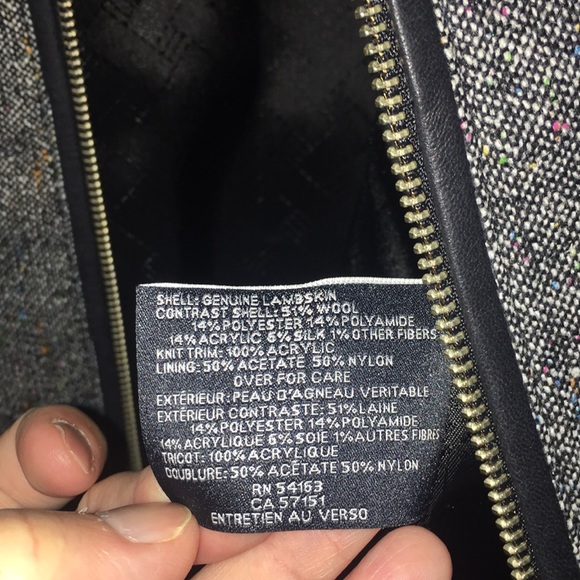 SHELL: GENUINE LAMBSKIN
CONTRAST SHELL: 51% WOOL
14%POLYESTER 14%POLYAMIDE
14%ACRYLIC 6%SILK 1%OTHER FIBERS
KNIT TRIM: 100%ACRYLIC
LINING: 50%ACETATE 50%NYLON
OVER FOR CARE
EXTÉRIEUR: PEAU D'AGNEAU VERITABLE
EXTÉRIEUR CONTRASTE: 51%LAINE
14%POLYESTER 14%POLYAMIDE
14%ACRYLIQUE 6%SOIE 1%AUTRES FIBRES
TRICOT: 100%ACRYLIQUE
DOUBLURE: 50%ACÉTATE 50%NYLON
RN 54163
CA 57151
ENTRETIEN AU VERSO